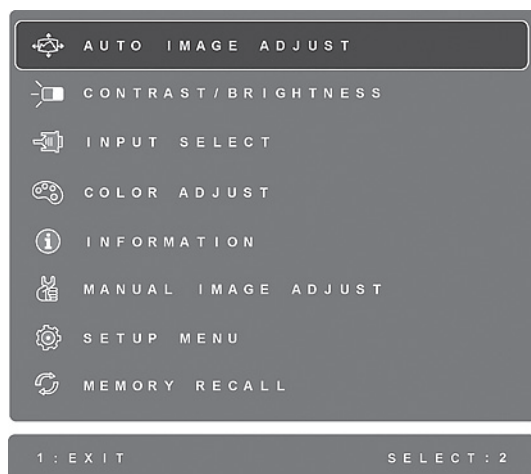 AUTO IMAGE ADJUST
CONTRAST/BRIGHTNESS
INPUT SELECT
COLOR ADJUST
INFORMATION
MANUAL IMAGE ADJUST
SETUP MENU
MEMORY RECALL
1:EXIT SELECT:2